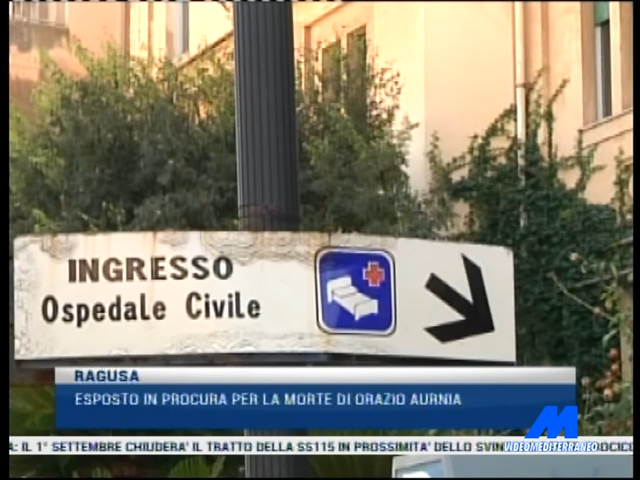 INGRESSO
Ospedale Civile
RAGUSA
ESPOSTO IN PROCURA PER LA MORTE DI ORAZIO AURNIA
M
VIDEOMEDITERRANEO
A: IL 1° SETTEMBRE CHIUDERA' IL TRATTO DELLA SS115 IN PROSSIMITA' DELLO SVIN